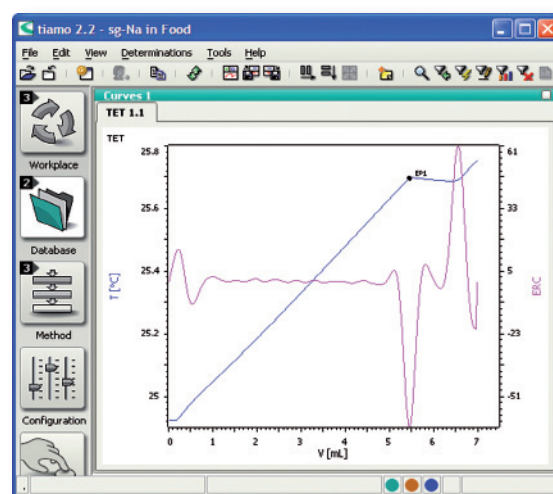 tiamo 2.2 - sg-Na in Food
File Edit View Determinations Tools Help
Curves 1
TET 1.1
TET
3
Workplace
2
Database
3
Method
Configuration
25.8
25.6
25.4
25.2
25
T [°C]
EP1
61
33
5
-23
-51
ERC
0 1 2 3 4 5 6 7
V [mL]